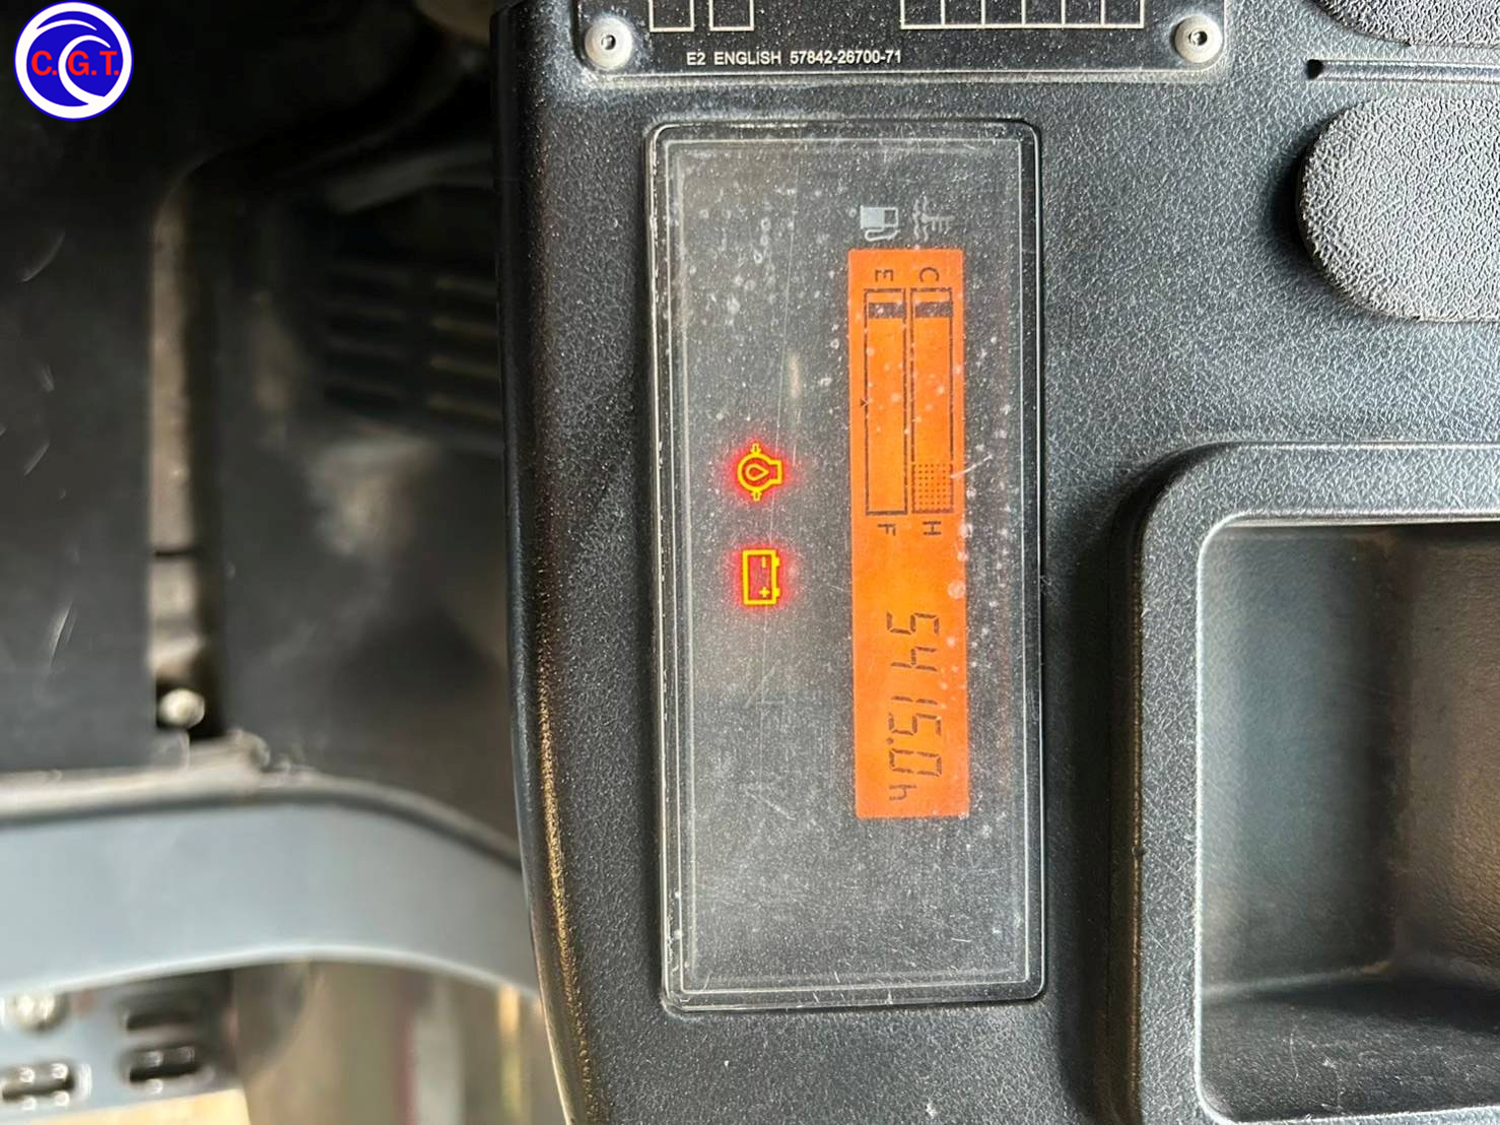 C.G.T.
E2 ENGLISH 57842-26700-71
C H
E F
5415.0h